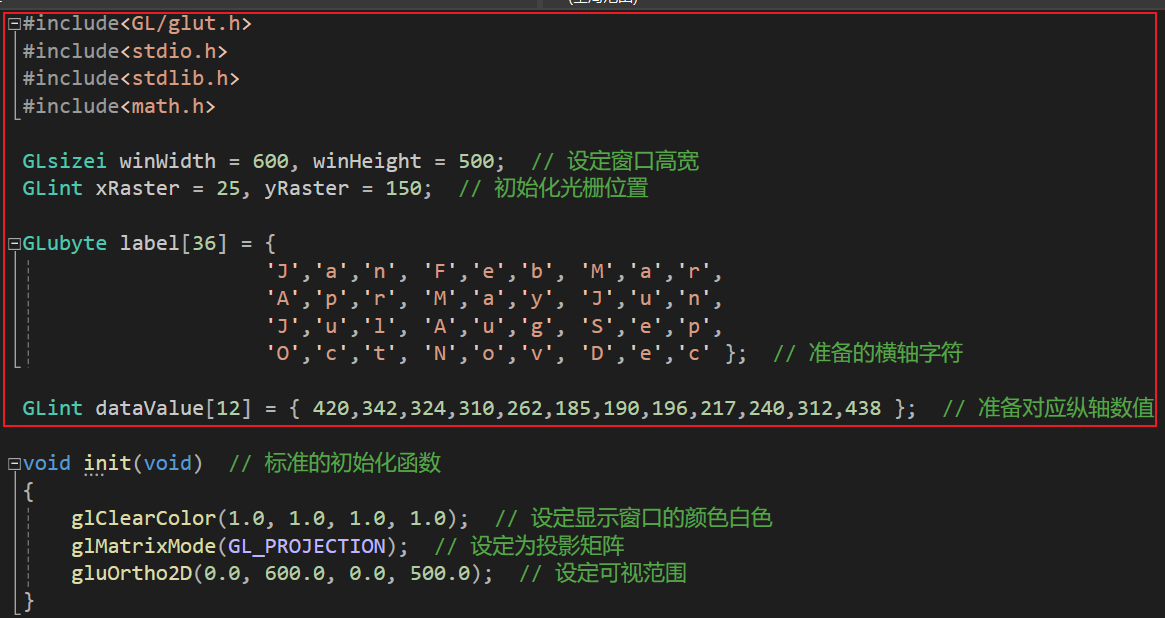 #include<GL/glut.h>
#include<stdio.h>
#include<stdlib.h>
#include<math.h>
GLsizei winWidth = 600, winHeight = 500;  // 设定窗口高宽
GLint xRaster = 25, yRaster = 150;  // 初始化光栅位置
GLubyte label[36] = {
'J','a','n', 'F','e','b', 'M','a','r',
'A','p','r', 'M','a','y', 'J','u','n',
'J','u','l', 'A','u','g', 'S','e','p',
'O','c','t', 'N','o','v', 'D','e','c' };  // 准备的横轴字符
GLint dataValue[12] = { 420,342,324,310,262,185,190,196,217,240,312,438 };  // 准备对应纵轴数值
void init(void)  // 标准的初始化函数
{
glClearColor(1.0, 1.0, 1.0, 1.0);  // 设定显示窗口的颜色白色
glMatrixMode(GL_PROJECTION);  // 设定为投影矩阵
gluOrtho2D(0.0, 600.0, 0.0, 500.0);  // 设定可视范围
}